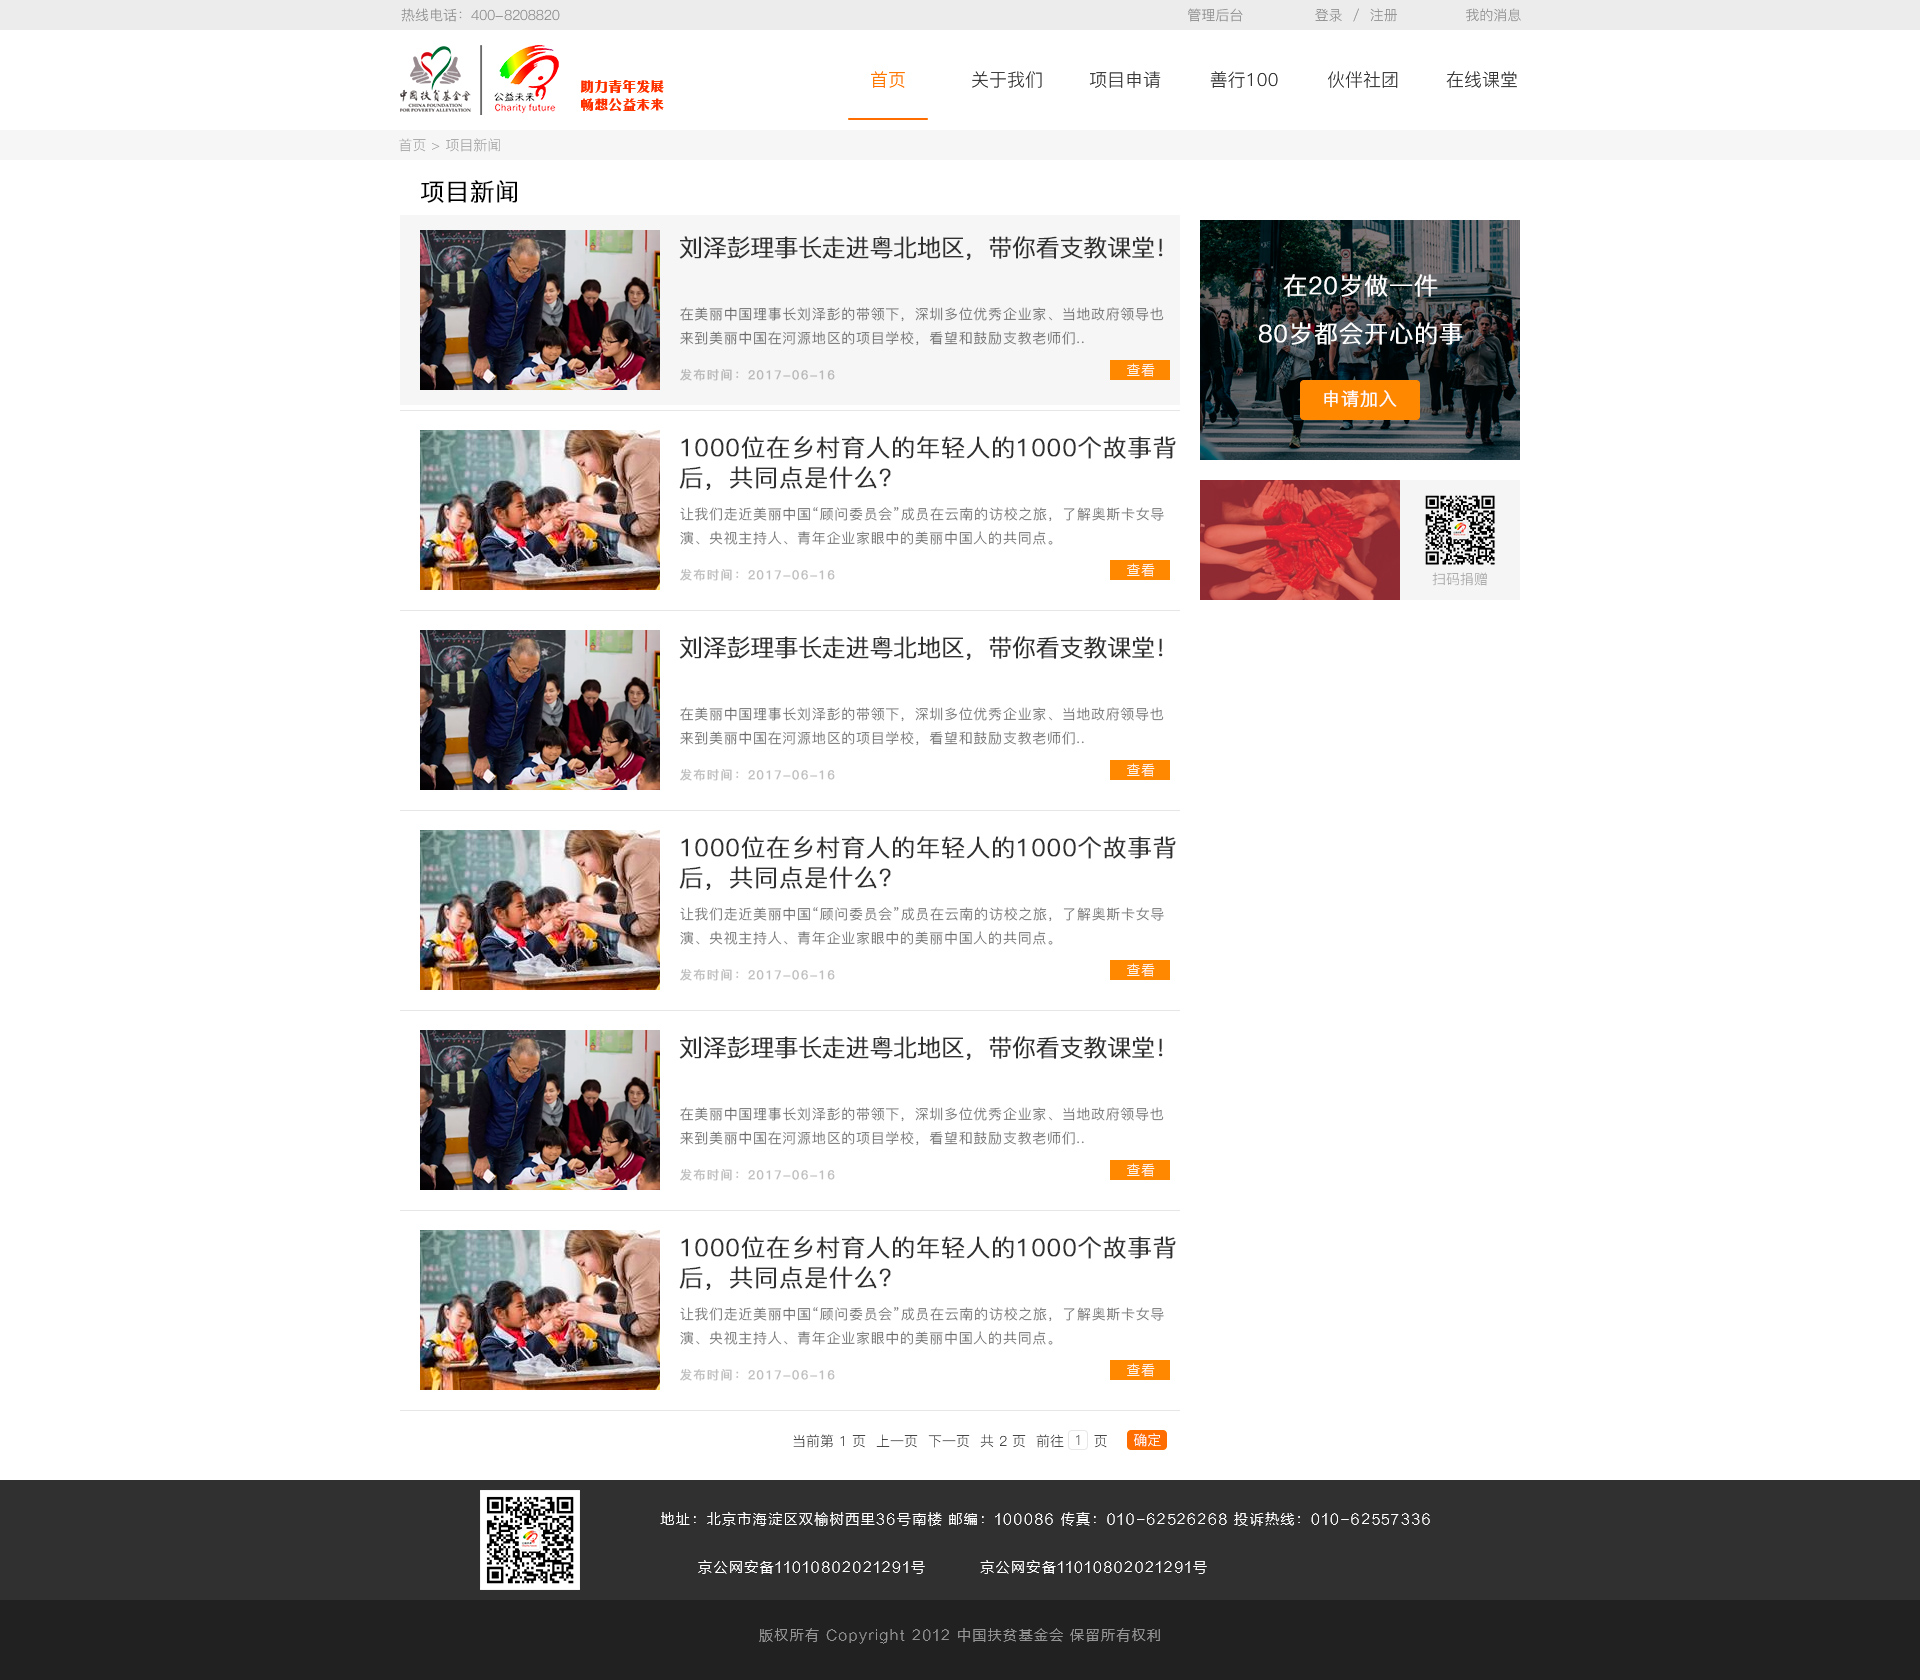 热线电话：400-8208820 管理后台 登录 / 注册 我的消息
中国扶贫基金会
CHINA FOUNDATION
FOR POVERTY ALLEVIATION
公益未来
Charity future
助力青年发展
畅想公益未来
首页 关于我们 项目申请 善行100 伙伴社团 在线课堂
首页 > 项目新闻
项目新闻
刘泽彭理事长走进粤北地区，带你看支教课堂！
在美丽中国理事长刘泽彭的带领下，深圳多位优秀企业家、当地政府领导也
来到美丽中国在河源地区的项目学校，看望和鼓励支教老师们..
发布时间：2017-06-16
查看
1000位在乡村育人的年轻人的1000个故事背
后，共同点是什么？
让我们走近美丽中国“顾问委员会”成员在云南的访校之旅，了解奥斯卡女导
演、央视主持人、青年企业家眼中的美丽中国人的共同点。
发布时间：2017-06-16
查看
刘泽彭理事长走进粤北地区，带你看支教课堂！
在美丽中国理事长刘泽彭的带领下，深圳多位优秀企业家、当地政府领导也
来到美丽中国在河源地区的项目学校，看望和鼓励支教老师们..
发布时间：2017-06-16
查看
1000位在乡村育人的年轻人的1000个故事背
后，共同点是什么？
让我们走近美丽中国“顾问委员会”成员在云南的访校之旅，了解奥斯卡女导
演、央视主持人、青年企业家眼中的美丽中国人的共同点。
发布时间：2017-06-16
查看
刘泽彭理事长走进粤北地区，带你看支教课堂！
在美丽中国理事长刘泽彭的带领下，深圳多位优秀企业家、当地政府领导也
来到美丽中国在河源地区的项目学校，看望和鼓励支教老师们..
发布时间：2017-06-16
查看
1000位在乡村育人的年轻人的1000个故事背
后，共同点是什么？
让我们走近美丽中国“顾问委员会”成员在云南的访校之旅，了解奥斯卡女导
演、央视主持人、青年企业家眼中的美丽中国人的共同点。
发布时间：2017-06-16
查看
当前第 1 页 上一页 下一页 共 2 页 前往 1 页 确定
在20岁做一件
80岁都会开心的事
申请加入
扫码捐赠
地址：北京市海淀区双榆树西里36号南楼 邮编：100086 传真：010-62526268 投诉热线：010-62557336
京公网安备11010802021291号 京公网安备11010802021291号
版权所有 Copyright 2012 中国扶贫基金会 保留所有权利